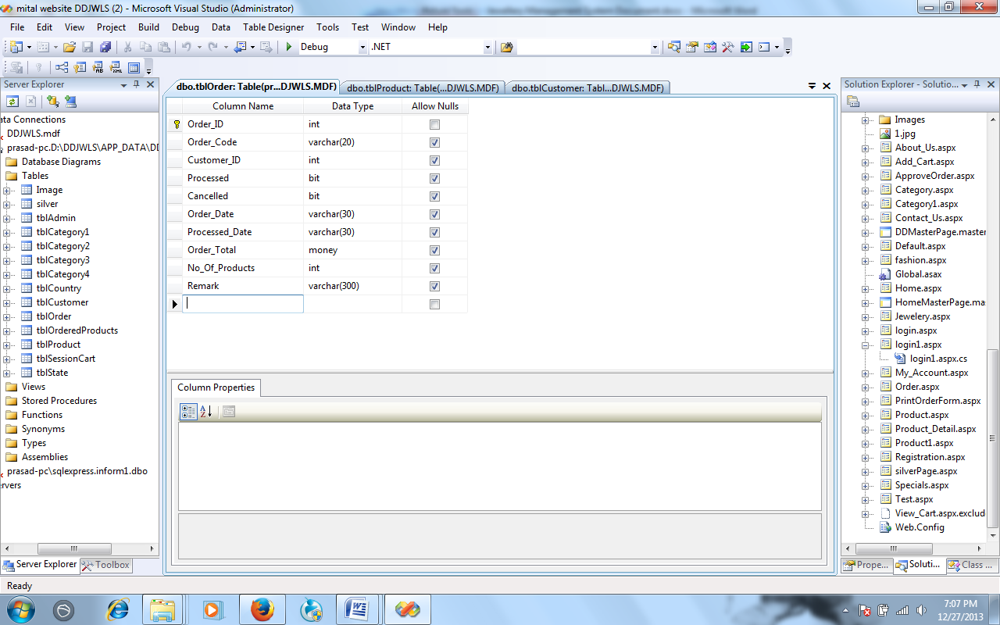 mital website DDJWLS (2) - Microsoft Visual Studio (Administrator)
File Edit View Project Build Debug Data Table Designer Tools Test Window Help
Debug .NET
Server Explorer
ata Connections
DDJWLS.mdf
prasad-pc.D:\DDJWLS\APP_DATA\DD
Database Diagrams
Tables
Image
silver
tblAdmin
tblCategory1
tblCategory2
tblCategory3
tblCategory4
tblCountry
tblCustomer
tblOrder
tblOrderedProducts
tblProduct
tblSessionCart
tblState
Views
Stored Procedures
Functions
Synonyms
Types
Assemblies
prasad-pc\sqlexpress.inform1.dbo
ervers
Server Explorer Toolbox
dbo.tblOrder: Table(pr...DJWLS.MDF) dbo.tblProduct: Table(...DJWLS.MDF) dbo.tblCustomer: Tabl...DJWLS.MDF)
Column Name Data Type Allow Nulls
Order_ID int
Order_Code varchar(20)
Customer_ID int
Processed bit
Cancelled bit
Order_Date varchar(30)
Processed_Date varchar(30)
Order_Total money
No_Of_Products int
Remark varchar(300)
Column Properties
Solution Explorer - Solutio...
Images
1.jpg
About_Us.aspx
Add_Cart.aspx
ApproveOrder.aspx
Category.aspx
Category1.aspx
Contact_Us.aspx
DDMasterPage.master
Default.aspx
fashion.aspx
Global.asax
Home.aspx
HomeMasterPage.mas
Jewelery.aspx
login.aspx
login1.aspx
login1.aspx.cs
My_Account.aspx
Order.aspx
PrintOrderForm.aspx
Product.aspx
Product_Detail.aspx
Product1.aspx
Registration.aspx
silverPage.aspx
Specials.aspx
Test.aspx
View_Cart.aspx.exclud
Web.Config
Prope... Soluti... Class ...
Ready
7:07 PM
12/27/2013